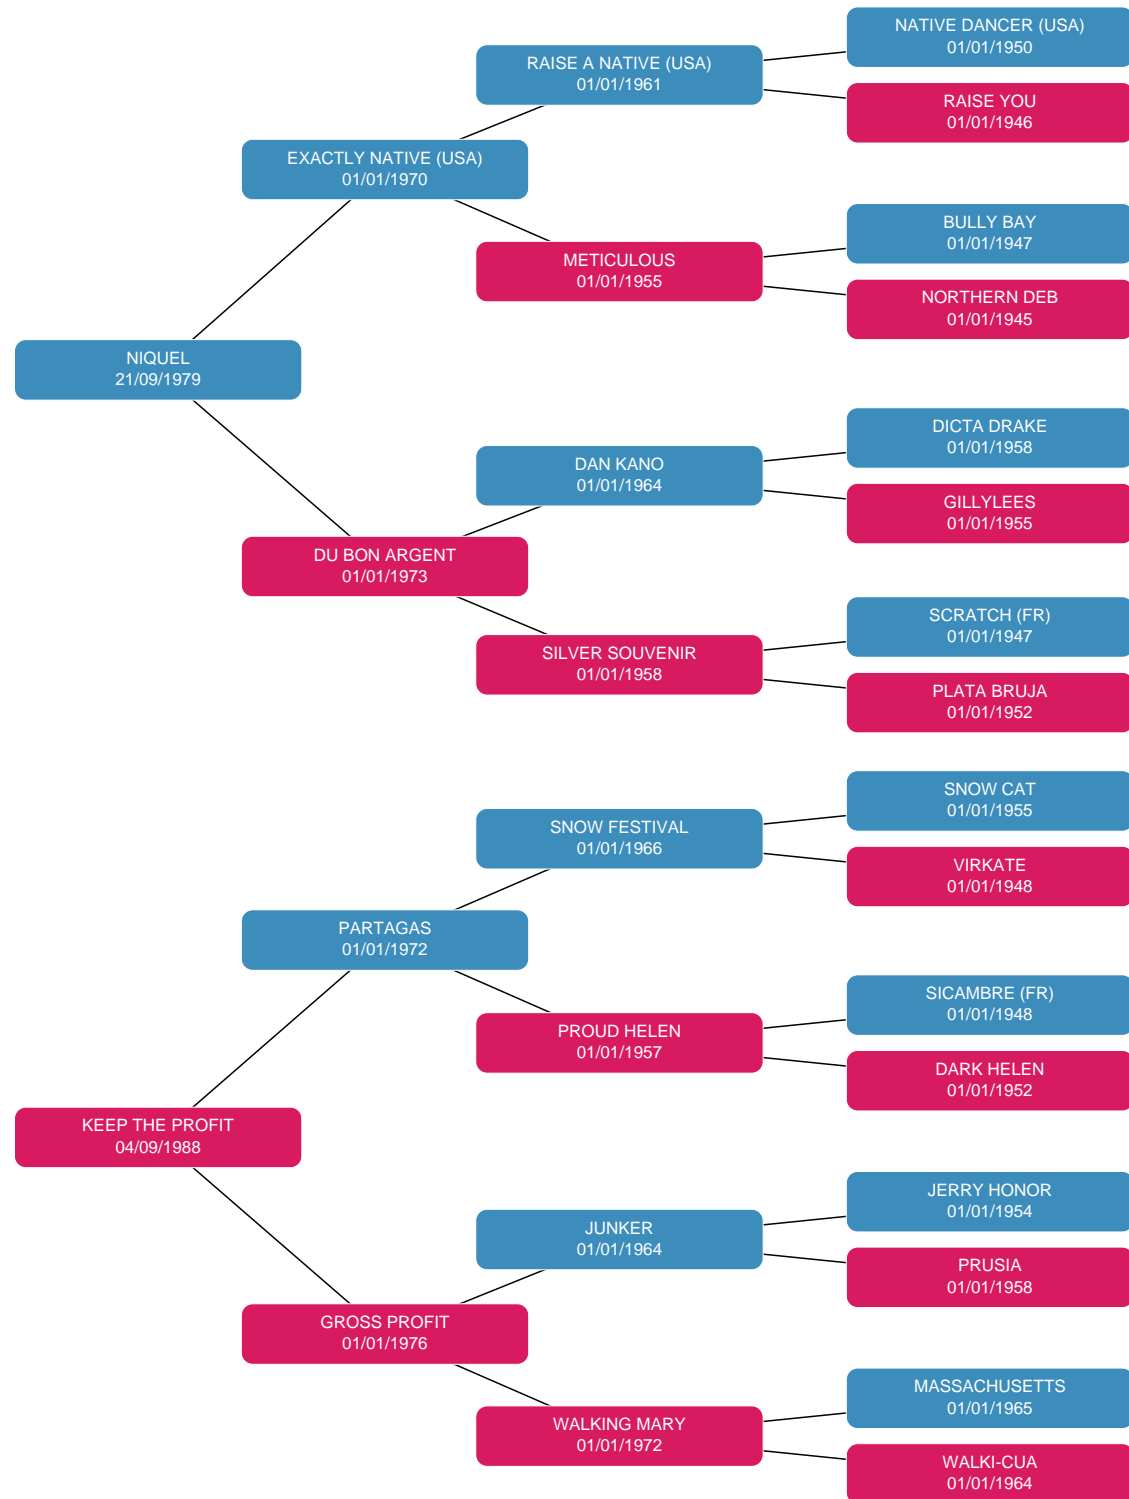 NATIVE DANCER (USA)
01/01/1950
RAISE A NATIVE (USA)
01/01/1961
RAISE YOU
01/01/1946
EXACTLY NATIVE (USA)
01/01/1970
BULLY BAY
01/01/1947
METICULOUS
01/01/1955
NORTHERN DEB
01/01/1945
NIQUEL
21/09/1979
DICTA DRAKE
01/01/1958
DAN KANO
01/01/1964
GILLYLEES
01/01/1955
DU BON ARGENT
01/01/1973
SCRATCH (FR)
01/01/1947
SILVER SOUVENIR
01/01/1958
PLATA BRUJA
01/01/1952
SNOW CAT
01/01/1955
SNOW FESTIVAL
01/01/1966
VIRKATE
01/01/1948
PARTAGAS
01/01/1972
SICAMBRE (FR)
01/01/1948
PROUD HELEN
01/01/1957
DARK HELEN
01/01/1952
KEEP THE PROFIT
04/09/1988
JERRY HONOR
01/01/1954
JUNKER
01/01/1964
PRUSIA
01/01/1958
GROSS PROFIT
01/01/1976
MASSACHUSETTS
01/01/1965
WALKING MARY
01/01/1972
WALKI-CUA
01/01/1964